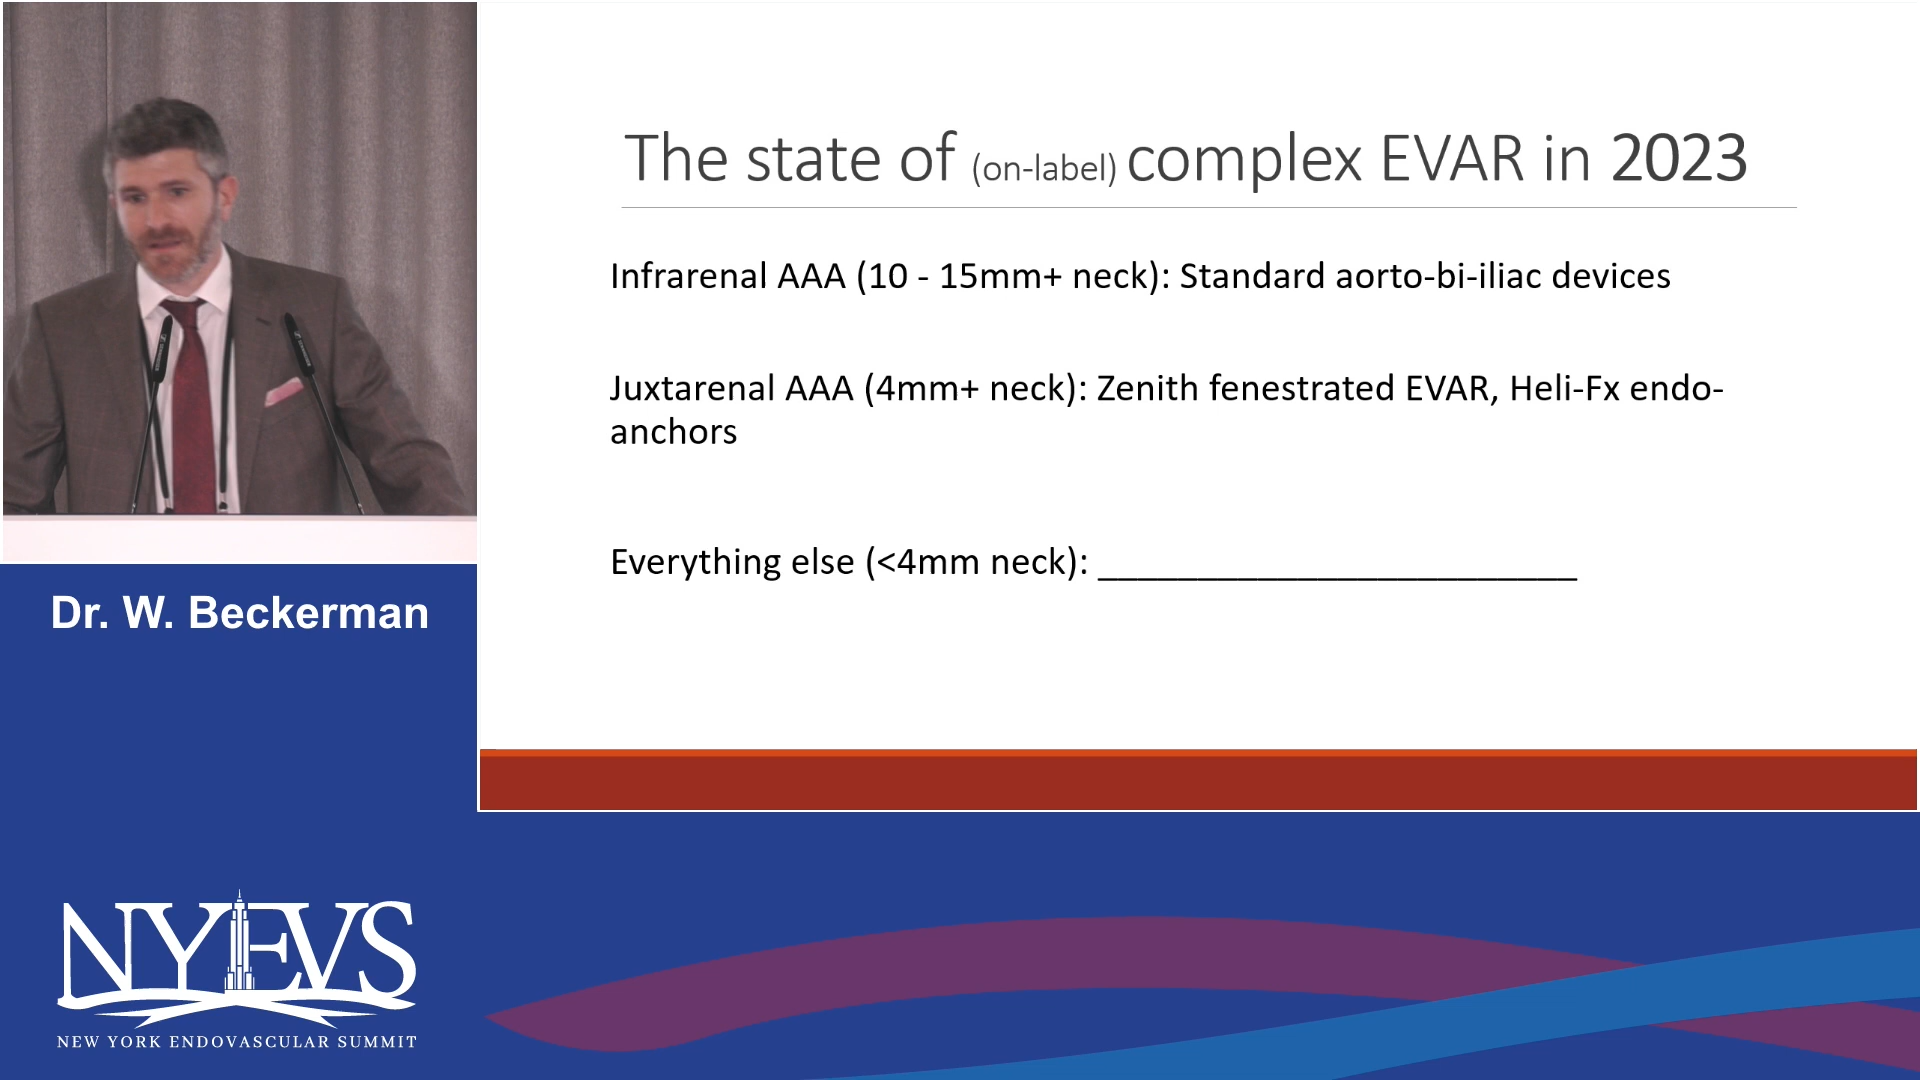 The state of (on-label) complex EVAR in 2023
Infrarenal AAA (10 - 15mm+ neck): Standard aorto-bi-iliac devices
Juxtarenal AAA (4mm+ neck): Zenith fenestrated EVAR, Heli-Fx endo-
anchors
Everything else (<4mm neck): ________________________
Dr. W. Beckerman
NYEVS
NEW YORK ENDOVASCULAR SUMMIT